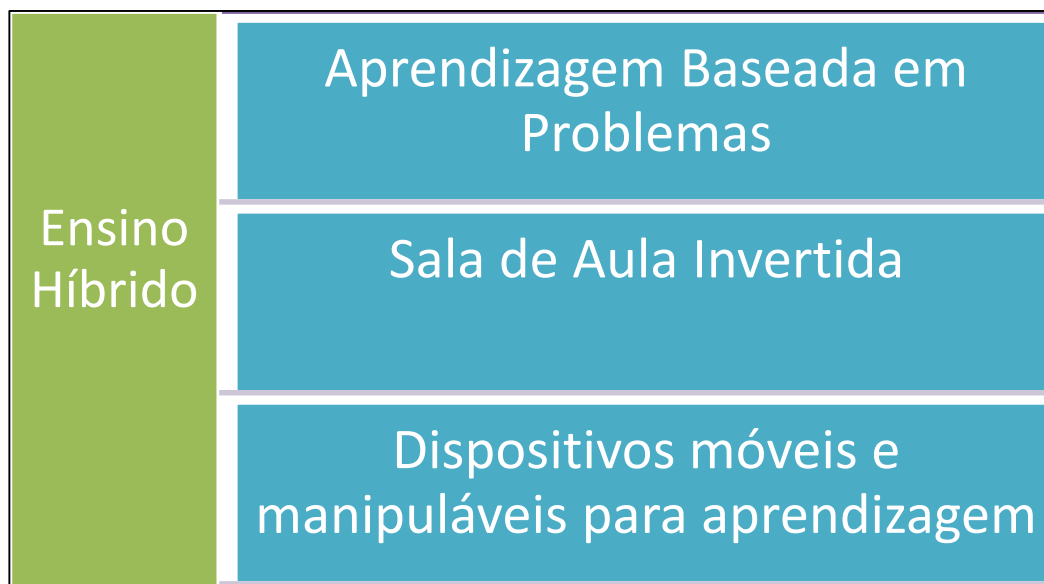 Ensino
Híbrido
Aprendizagem Baseada em
Problemas
Sala de Aula Invertida
Dispositivos móveis e
manipuláveis para aprendizagem